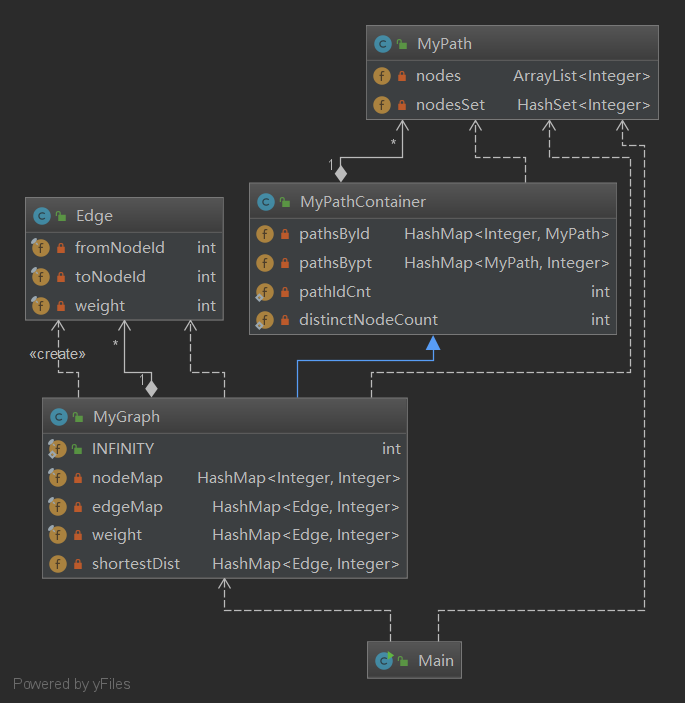 MyPath
nodes ArrayList<Integer>
nodesSet HashSet<Integer>
* 
1
MyPathContainer
pathsById HashMap<Integer, MyPath>
pathsBypt HashMap<MyPath, Integer>
pathIdCnt int
distinctNodeCount int
Edge
fromNodeId int
toNodeId int
weight int
«create»
*
1
MyGraph
INFINITY int
nodeMap HashMap<Integer, Integer>
edgeMap HashMap<Edge, Integer>
weight HashMap<Edge, Integer>
shortestDist HashMap<Edge, Integer>
Main
Powered by yFiles